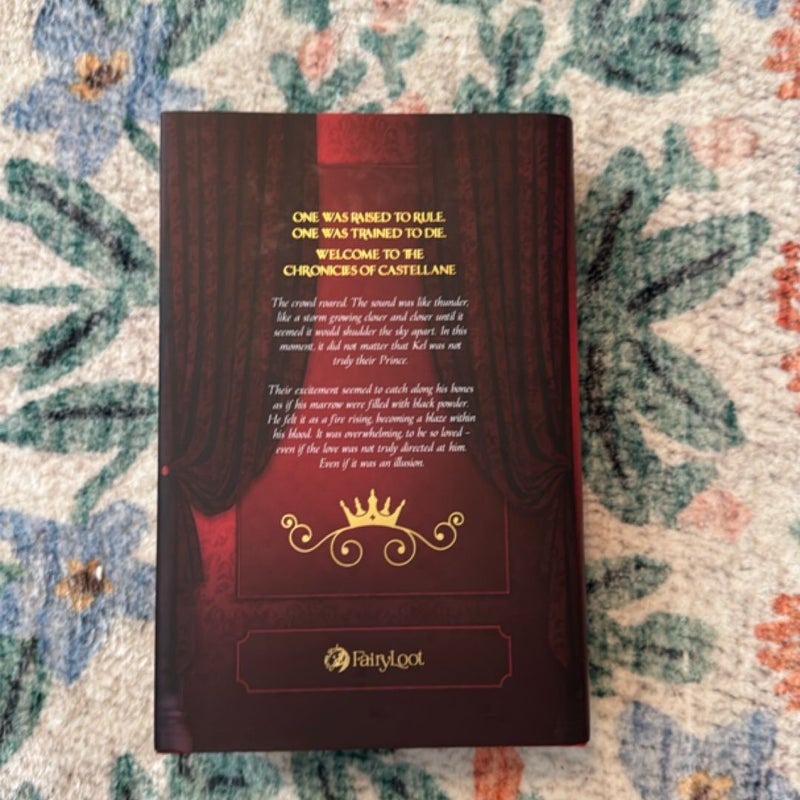 ONE WAS RAISED TO RULE.
ONE WAS TRAINED TO DIE.
WELCOME TO THE
CHRONICLES OF CASTELLANE
The crowd roared. The sound was like thunder,
like a storm growing closer and closer until it
seemed it would shudder the sky apart. In this
moment, it did not matter that Kel was not
truly their Prince.
Their excitement seemed to catch along his bones
as if his marrow were filled with black powder.
He felt it as a fire rising, becoming a blaze within
his blood. It was overwhelming, to be so loved –
even if the love was not truly directed at him.
Even if it was an illusion.
FairyLoot